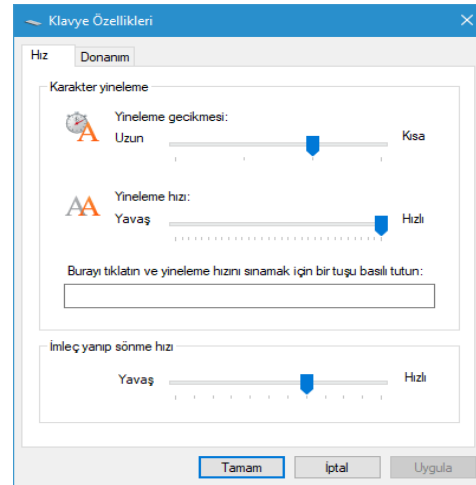 Klavye Özellikleri
Hız Donanım
Karakter yineleme
Yineleme gecikmesi:
Uzun Kısa
Yineleme hızı:
Yavaş Hızlı
Burayı tıklatın ve yineleme hızını sınamak için bir tuşu basılı tutun:
İmleç yanıp sönme hızı
Yavaş Hızlı
Tamam İptal Uygula